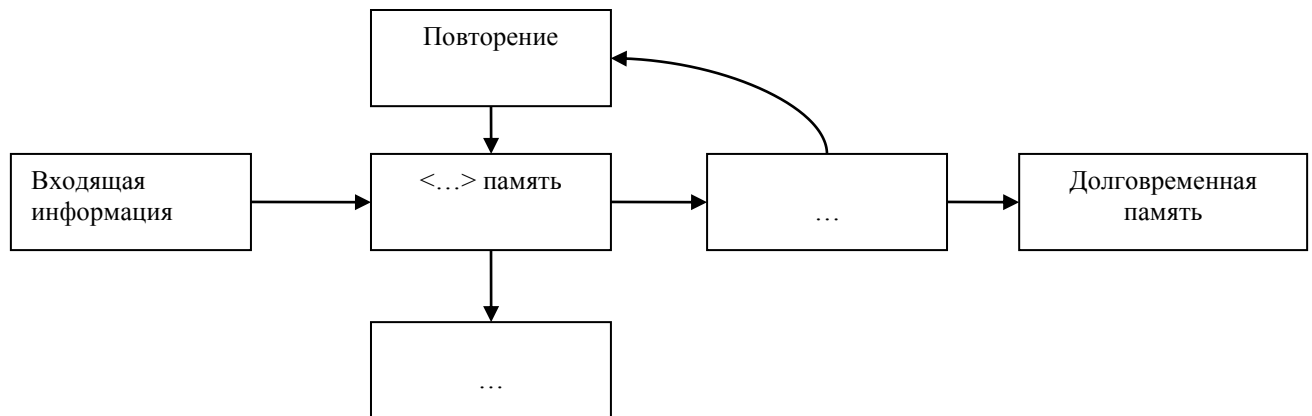 Повторение
Входящая
информация
<…> память
…
Долговременная
память
…